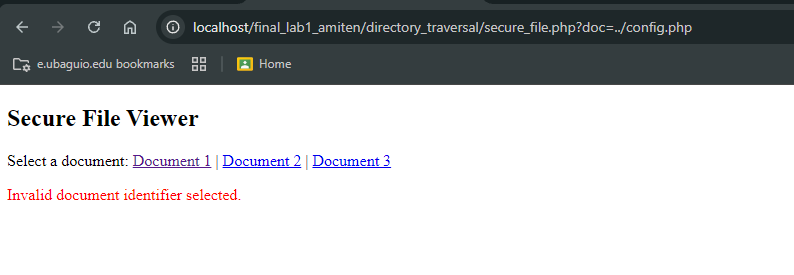 localhost/final_lab1_amiten/directory_traversal/secure_file.php?doc=../config.php
e.ubaguio.edu bookmarks Home
Secure File Viewer
Select a document: Document 1 | Document 2 | Document 3
Invalid document identifier selected.